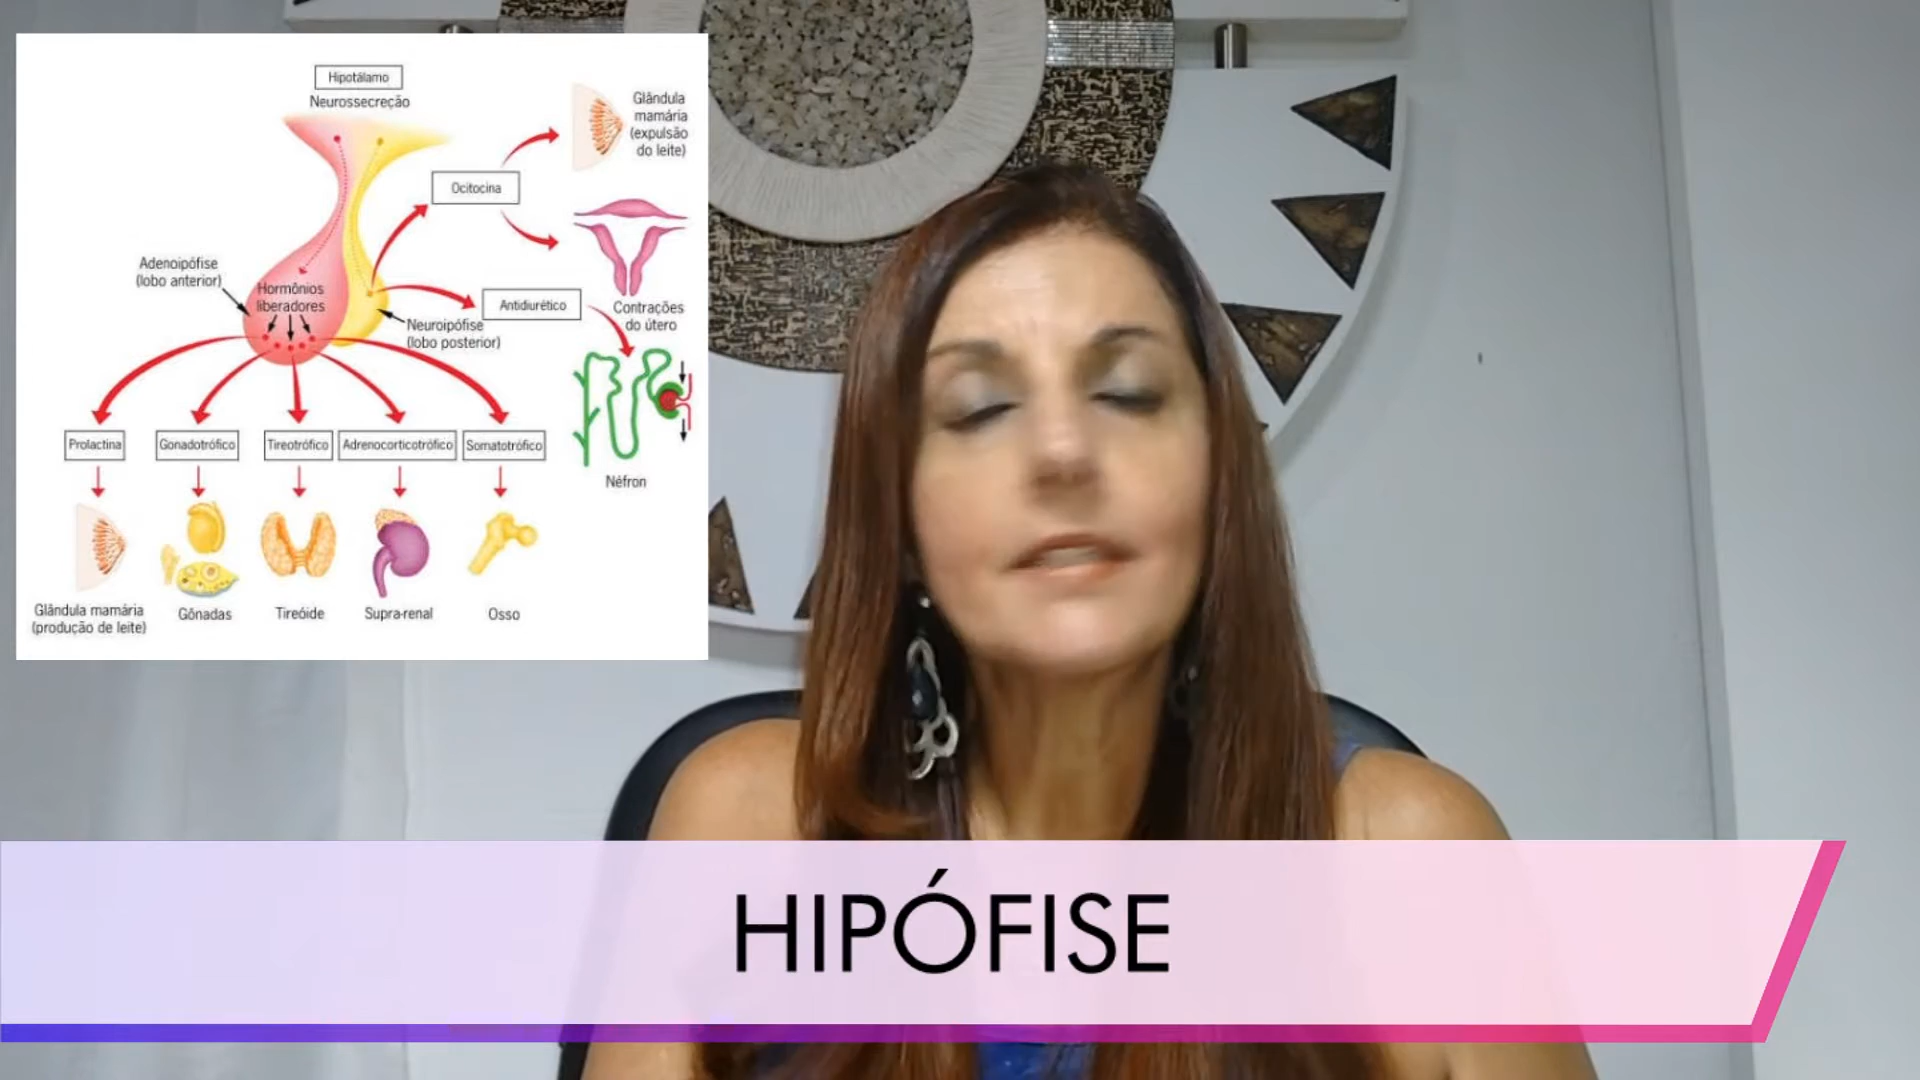 Hipotálamo
Neurossecreção
Glândula
mamária
(expulsão
do leite)
Ocitocina
Adenoipófise
(lobo anterior)
Hormônios
liberadores
Antidiurético
Contrações
do útero
Neuroipófise
(lobo posterior)
Prolactina
Gonadotrófico
Tireotrófico
Adrenocorticotrófico
Somatotrófico
Néfron
Glândula mamária
(produção de leite)
Gônadas
Tireóide
Supra-renal
Osso
HIPÓFISE